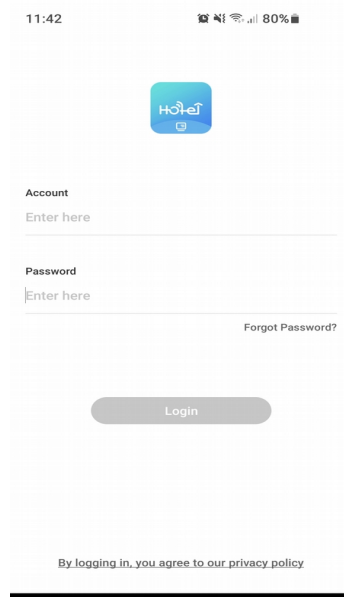 11:42
80%
Hotel
Account
Enter here
Password
Enter here
Forgot Password?
Login
By logging in, you agree to our privacy policy